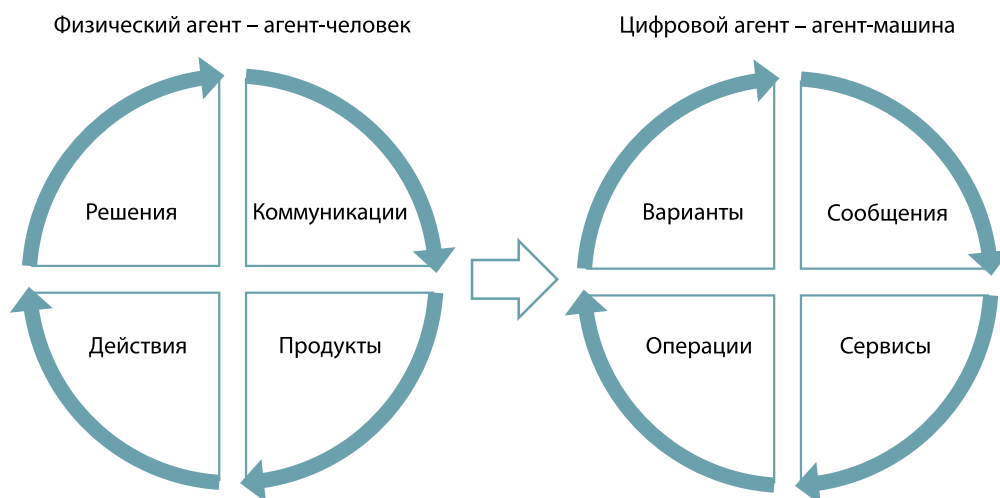 Физический агент – агент-человек
Цифровой агент – агент-машина
Решения
Коммуникации
Варианты
Сообщения
Действия
Продукты
Операции
Сервисы